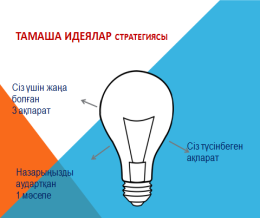 ТАМАША ИДЕЯЛАР СТРАТЕГИЯСЫ
Сіз үшін жаңа
болған
3 ақпарат
Сіз түсінбеген
ақпарат
Назарыңызды
аудартқан
1 мәселе